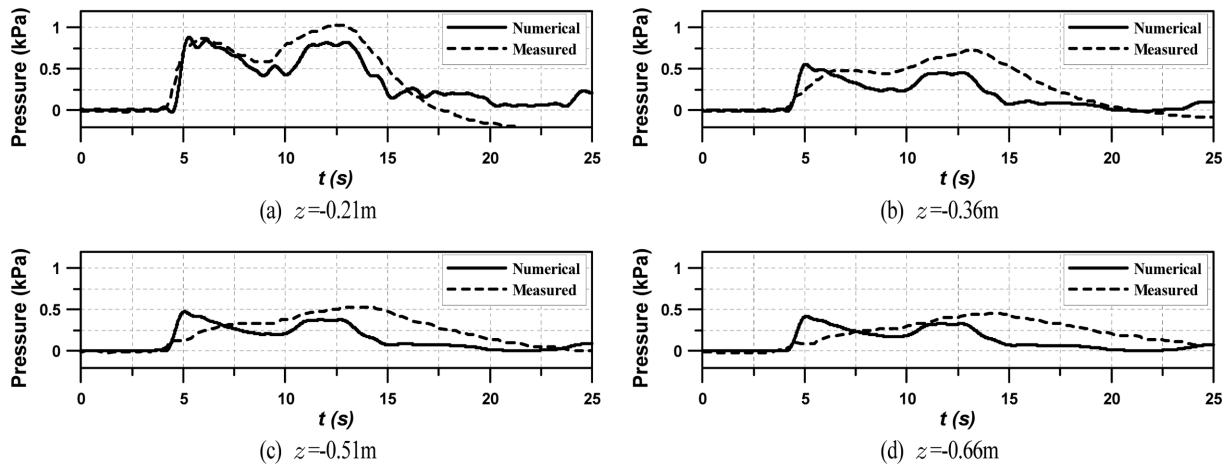 Pressure (kPa)
1
0.5
0
Numerical
Measured
0 5 10 15 20 25
t (s)
(a) z=-0.21m
Pressure (kPa)
1
0.5
0
Numerical
Measured
0 5 10 15 20 25
t (s)
(b) z=-0.36m
Pressure (kPa)
1
0.5
0
Numerical
Measured
0 5 10 15 20 25
t (s)
(c) z=-0.51m
Pressure (kPa)
1
0.5
0
Numerical
Measured
0 5 10 15 20 25
t (s)
(d) z=-0.66m